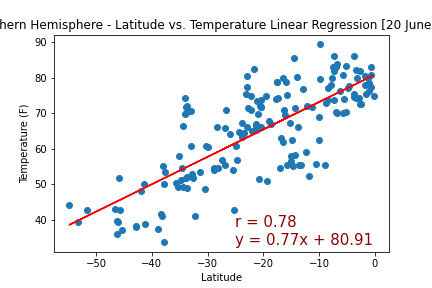 hern Hemisphere - Latitude vs. Temperature Linear Regression [20 June
90
80
70
60
50
40
Temperature (F)
r = 0.78
y = 0.77x + 80.91
−50 −40 −30 −20 −10 0
Latitude